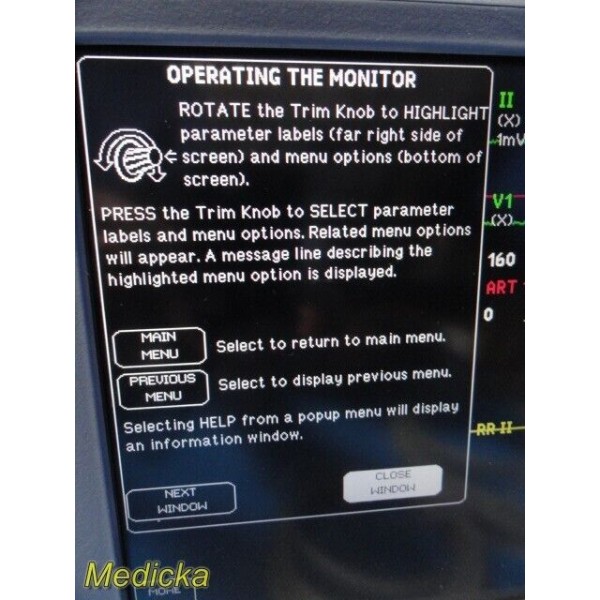 OPERATING THE MONITOR
ROTATE the Trim Knob to HIGHLIGHT
parameter labels (far right side of
screen) and menu options (bottom of
screen).
PRESS the Trim Knob to SELECT parameter
labels and menu options. Related menu options
will appear. A message line describing the
highlighted menu option is displayed.
MAIN
MENU
Select to return to main menu.
PREVIOUS
MENU
Select to display previous menu.
Selecting HELP from a popup menu will display
an information window.
NEXT
WINDOW
CLOSE
WINDOW
II
(X)
1mV
V1
(X)
160
ART
0
RR II
MORE
Medicka